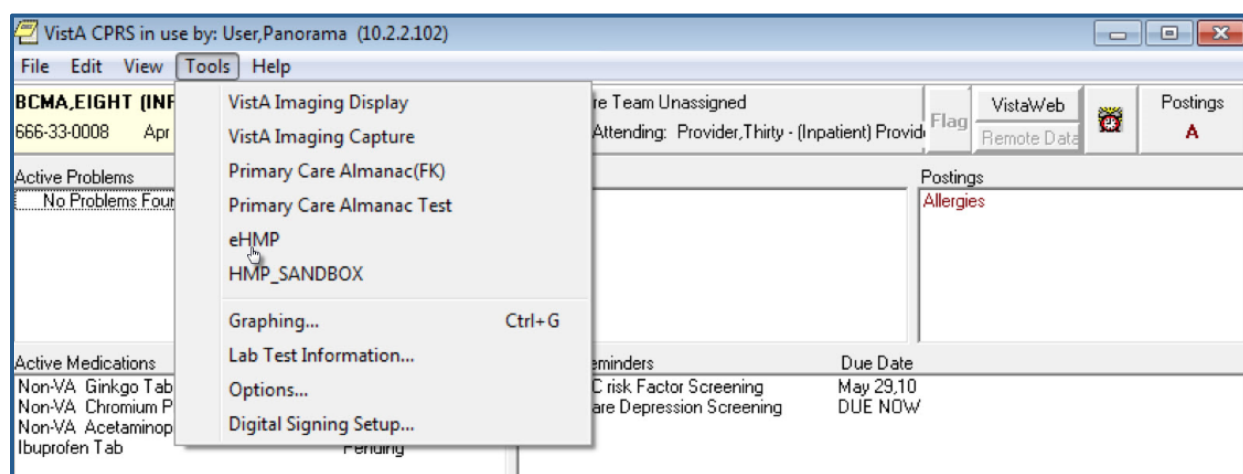 VistA CPRS in use by: User,Panorama (10.2.2.102)
File Edit View Tools Help
BCMA,EIGHT (INP
re Team Unassigned
666-33-0008 Apr
Attending: Provider,Thirty - (Inpatient) Provid
Flag
VistaWeb
Remote Data
Postings
A
VistA Imaging Display
VistA Imaging Capture
Primary Care Almanac(FK)
Primary Care Almanac Test
eHMP
HMP_SANDBOX
Graphing... Ctrl+G
Lab Test Information...
Options...
Digital Signing Setup...
Active Problems
No Problems Foun
Postings
Allergies
Active Medications
Non-VA Ginkgo Tab
Non-VA Chromium P
Non-VA Acetaminop
Ibuprofen Tab Pending
eminders Due Date
C risk Factor Screening May 29,10
are Depression Screening DUE NOW